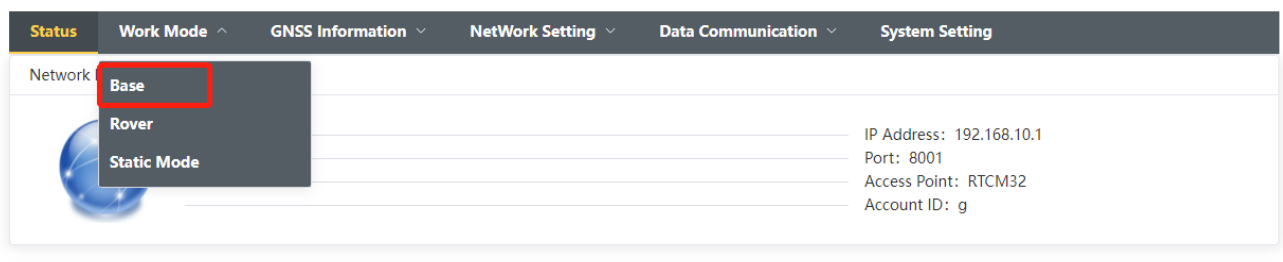 Status Work Mode GNSS Information NetWork Setting Data Communication System Setting
Network
Base
Rover
Static Mode
IP Address: 192.168.10.1
Port: 8001
Access Point: RTCM32
Account ID: g